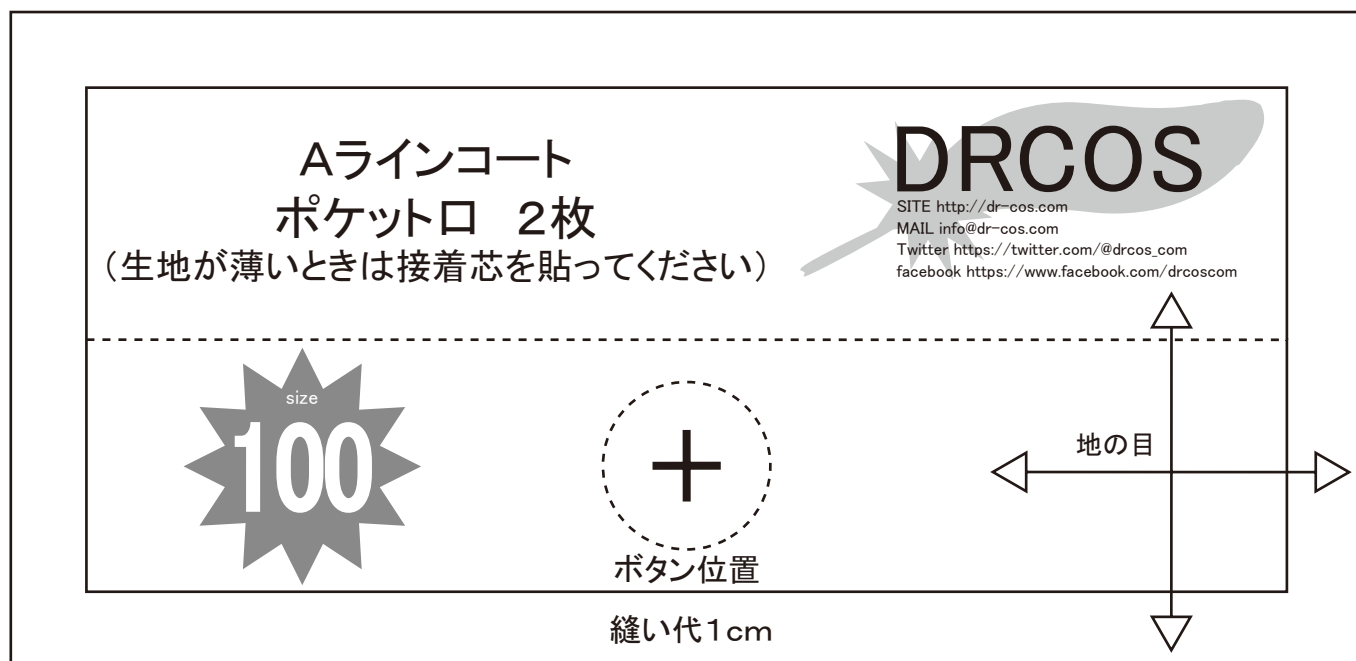 Aラインコート
ポケット口　2枚
（生地が薄いときは接着芯を貼ってください）
DRCOS
SITE http://dr-cos.com
MAIL info@dr-cos.com
Twitter https://twitter.com/@drcos_com
facebook https://www.facebook.com/drcoscom
size
100
地の目
ボタン位置
縫い代1cm